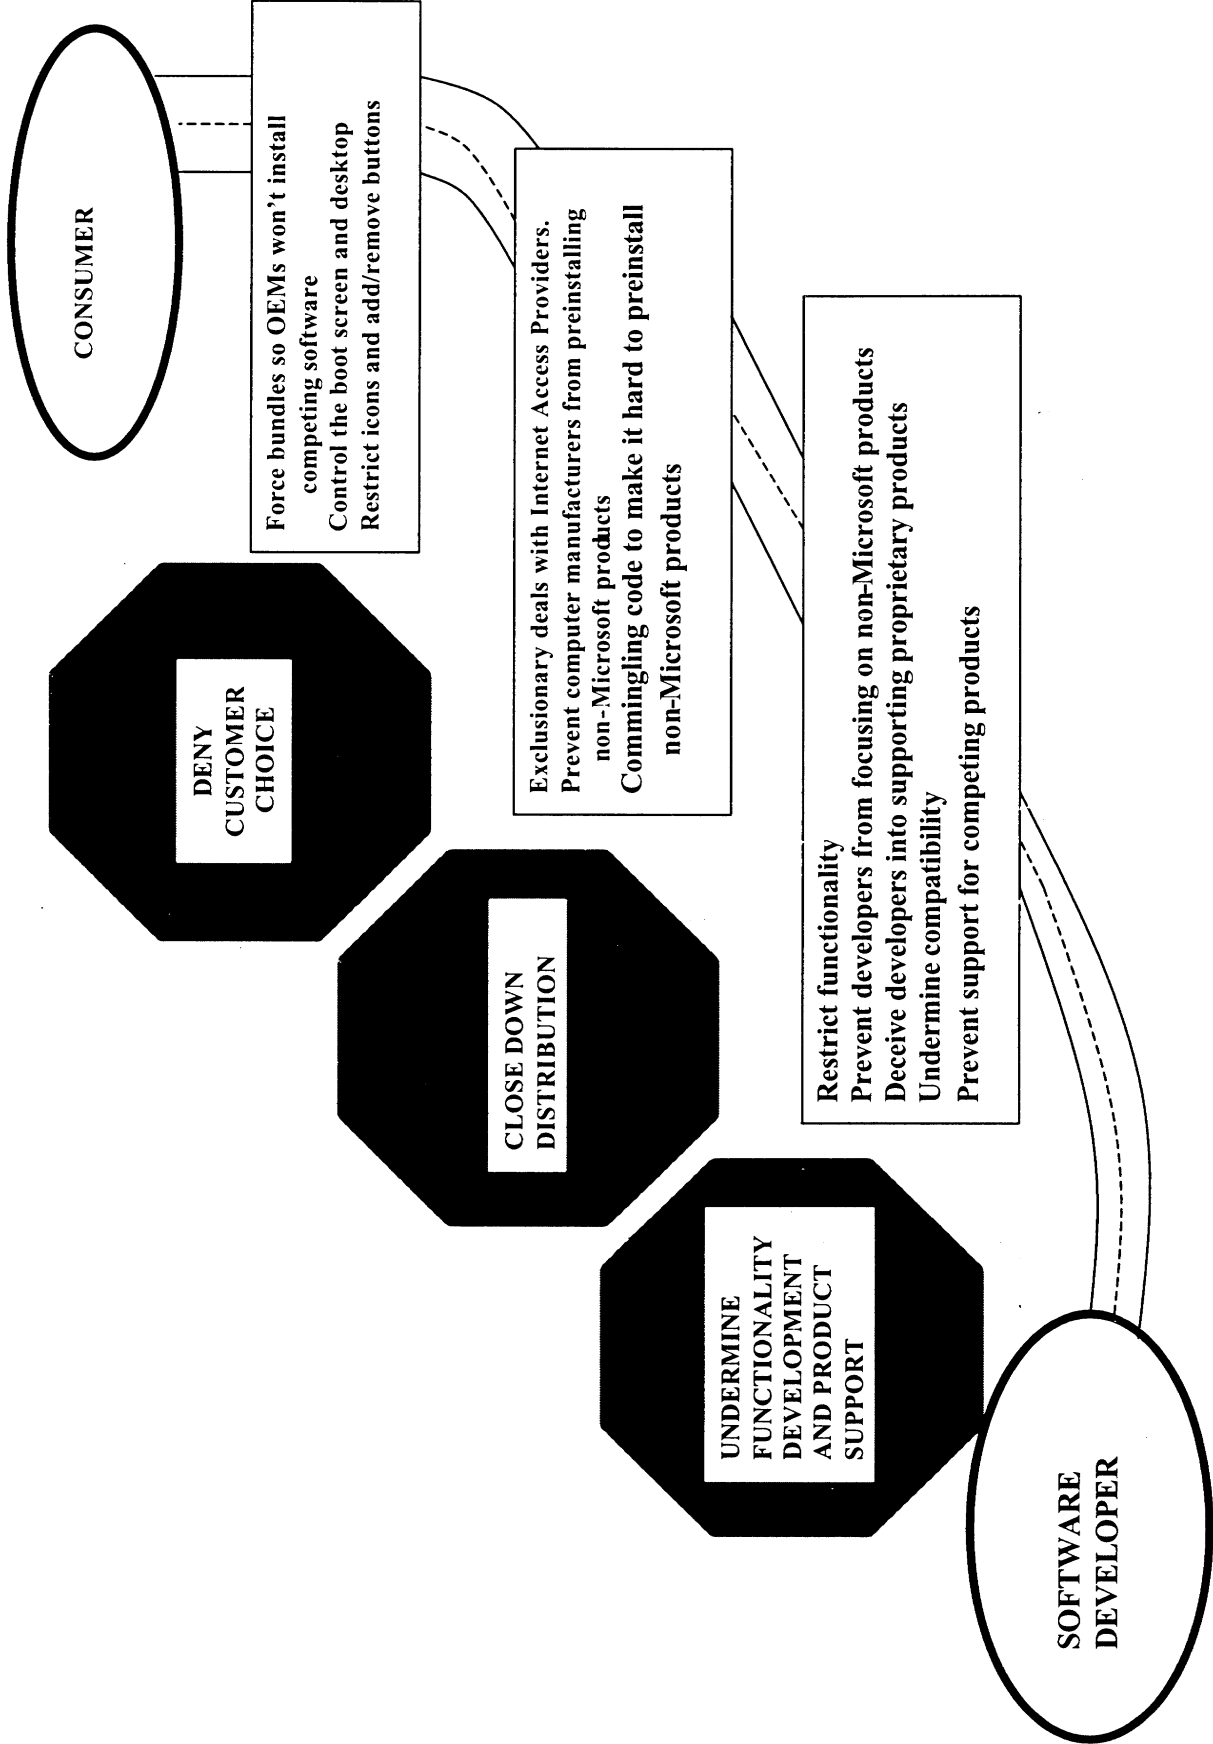 CONSUMER
DENY
CUSTOMER
CHOICE
Force bundles so OEMs won't install
competing software
Control the boot screen and desktop
Restrict icons and add/remove buttons
CLOSE DOWN
DISTRIBUTION
Exclusionary deals with Internet Access Providers.
Prevent computer manufacturers from preinstalling
non-Microsoft products
Commingling code to make it hard to preinstall
non-Microsoft products
UNDERMINE
FUNCTIONALITY
DEVELOPMENT
AND PRODUCT
SUPPORT
Restrict functionality
Prevent developers from focusing on non-Microsoft products
Deceive developers into supporting proprietary products
Undermine compatibility
Prevent support for competing products
SOFTWARE
DEVELOPER